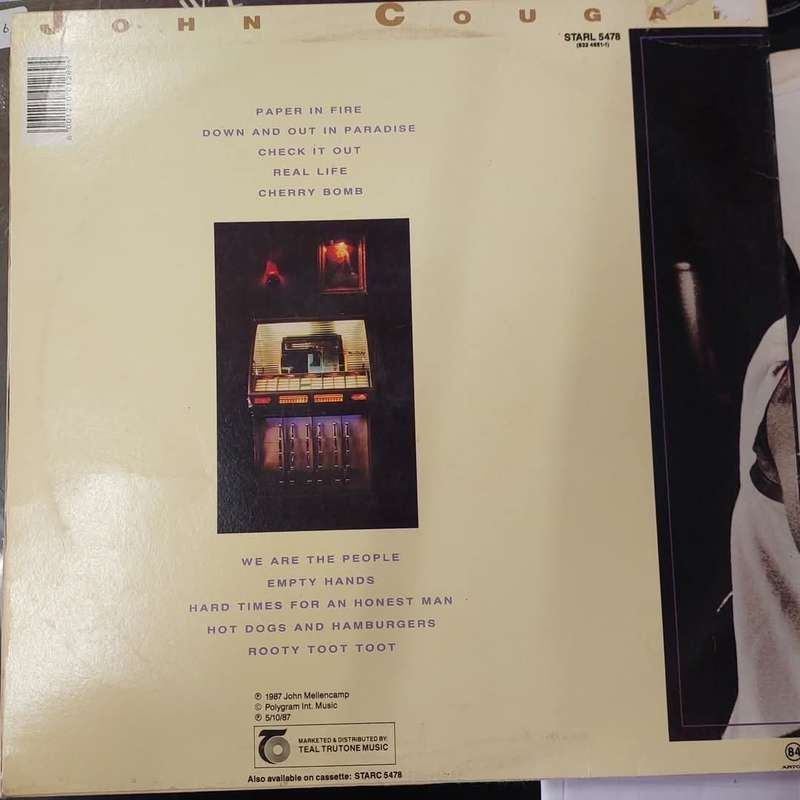 JOHN COUGA
STARL 5478
(832 4651-1)
PAPER IN FIRE
DOWN AND OUT IN PARADISE
CHECK IT OUT
REAL LIFE
CHERRY BOMB
WE ARE THE PEOPLE
EMPTY HANDS
HARD TIMES FOR AN HONEST MAN
HOT DOGS AND HAMBURGERS
ROOTY TOOT TOOT
℗ 1987 John Mellencamp
© Polygram Int. Music
℗ 5/10/87
MARKETED & DISTRIBUTED BY:
TEAL TRUTONE MUSIC
Also available on cassette: STARC 5478
84